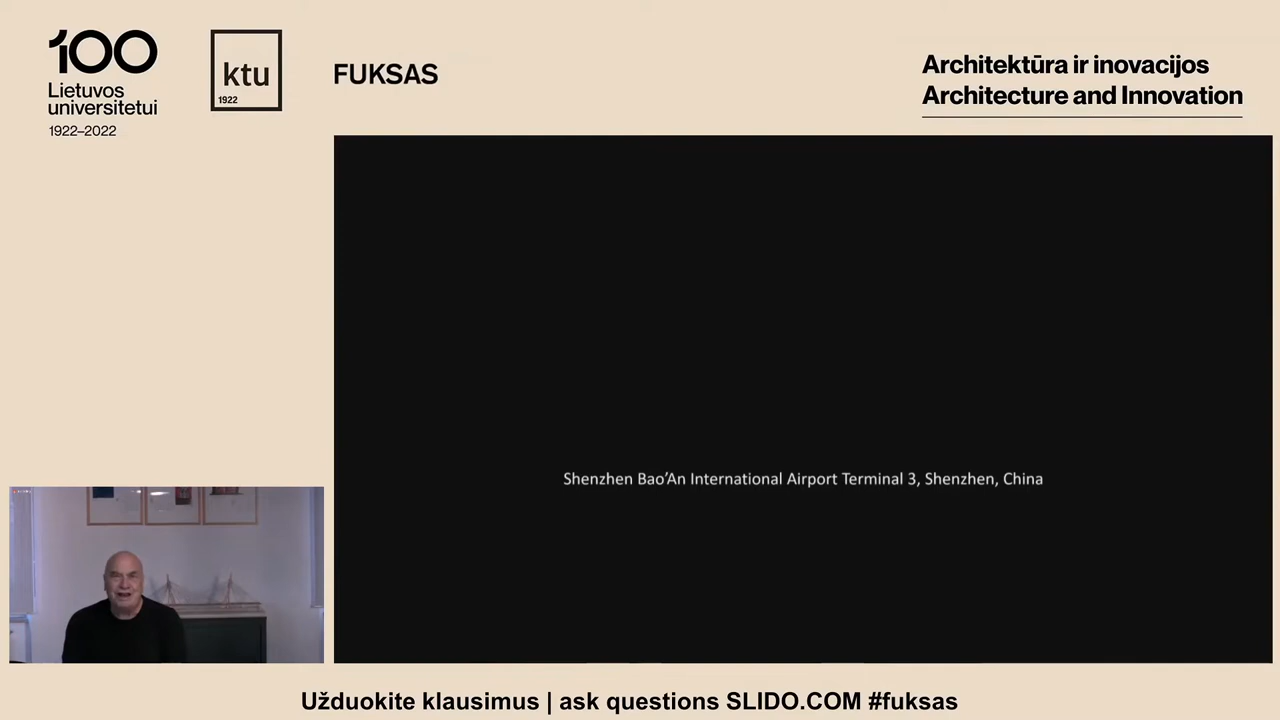 100
Lietuvos
universitetui
1922–2022
ktu
1922
FUKSAS
Architektūra ir inovacijos
Architecture and Innovation
Shenzhen Bao’An International Airport Terminal 3, Shenzhen, China
Užduokite klausimus | ask questions SLIDO.COM #fuksas